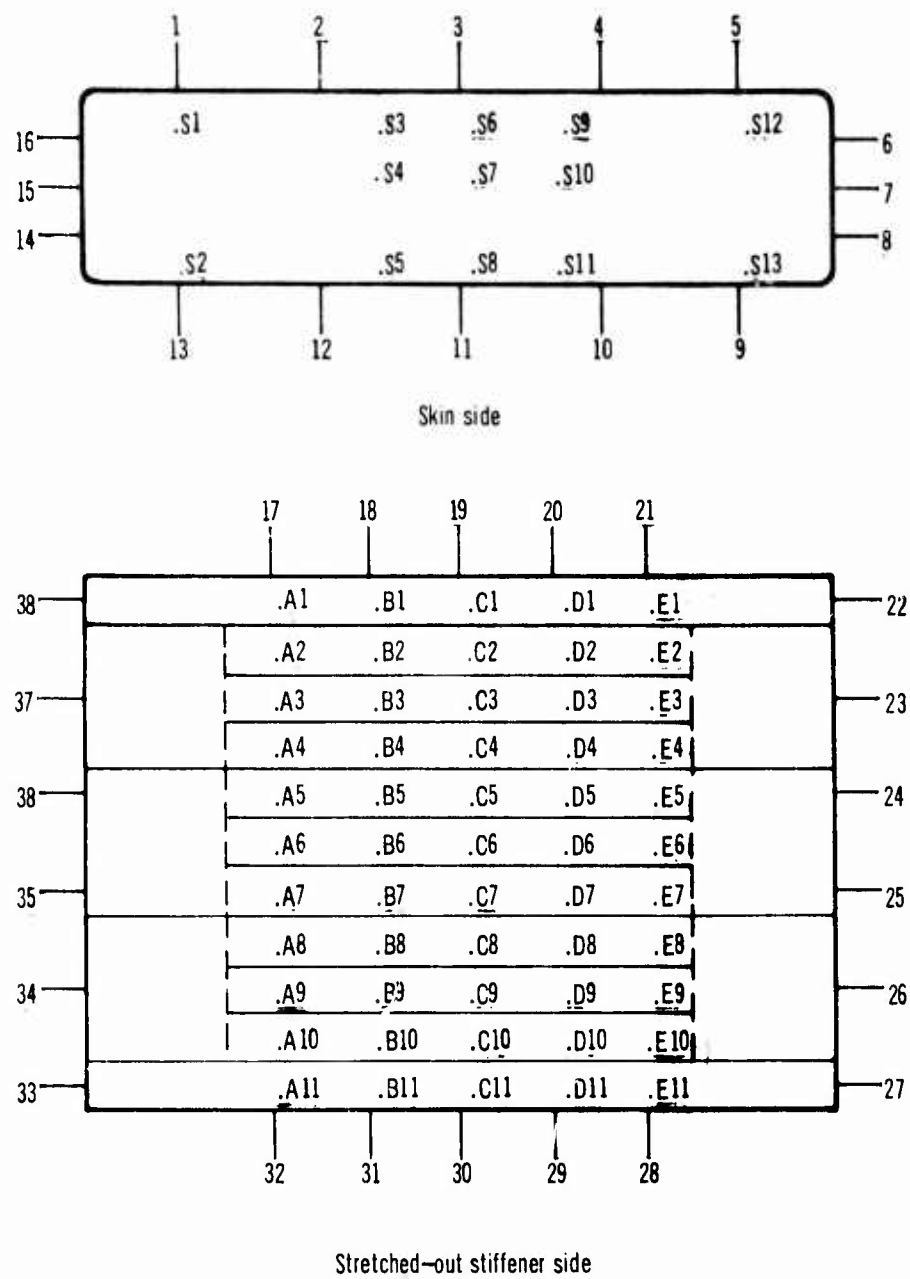 1 2 3 4 5
.S1 .S3 .S6 .S9 .S12
16 6
.S4 .S7 .S10
15 7
14 8
.S2 .S5 .S8 .S11 .S13
13 12 11 10 9
Skin side
17 18 19 20 21
38 .A1 .B1 .C1 .D1 .E1 22
.A2 .B2 .C2 .D2 .E2
37 .A3 .B3 .C3 .D3 .E3 23
.A4 .B4 .C4 .D4 .E4
38 .A5 .B5 .C5 .D5 .E5 24
.A6 .B6 .C6 .D6 .E6
35 .A7 .B7 .C7 .D7 .E7 25
.A8 .B8 .C8 .D8 .E8
34 .A9 .B9 .C9 .D9 .E9 26
.A10 .B10 .C10 .D10 .E10
33 .A11 .B11 .C11 .D11 .E11 27
32 31 30 29 28
Stretched-out stiffener side